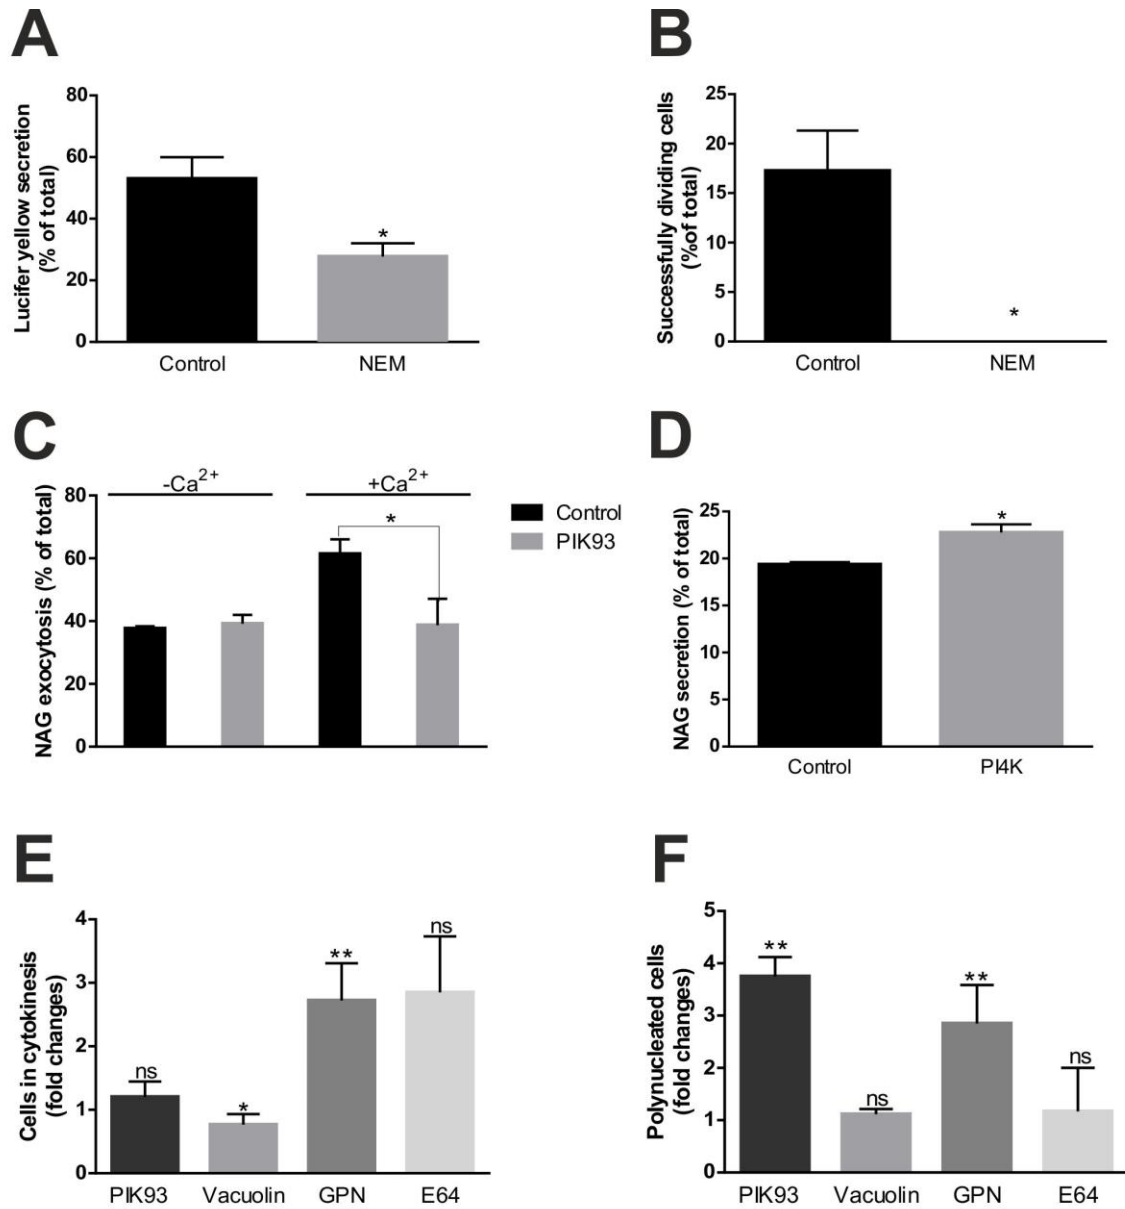 A
Lucifer yellow secretion
(% of total)
80
60
40
20
0
*
Control
NEM
B
Successfully dividing cells
(%of total)
25
20
15
10
5
0
*
Control
NEM
C
NAG exocytosis (% of total)
80
60
40
20
0
-Ca2+
+Ca2+
*
Control
PIK93
D
NAG secretion (% of total)
25
20
15
10
5
0
*
Control
PI4K
E
Cells in cytokinesis
(fold changes)
4
3
2
1
0
ns
*
**
ns
PIK93
Vacuolin
GPN
E64
F
Polynucleated cells
(fold changes)
5
4
3
2
1
0
**
ns
**
ns
PIK93
Vacuolin
GPN
E64